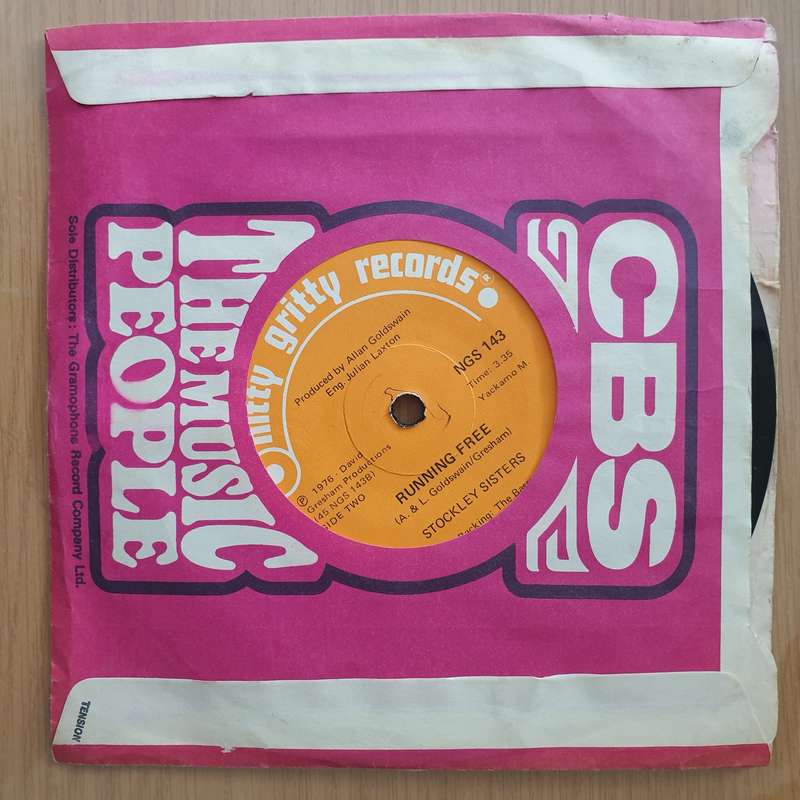 CBS
THE MUSIC
PEOPLE
Sole Distributors: The Gramophone Record Company Ltd.
TENSION
nitty gritty records®
Produced by Allan Goldswain
Eng. Julian Laxton
NGS 143
Time: 3.35
Yackamo M.
℗ 1976 · David
Gresham Productions
(45 NGS 143B)
SIDE TWO
RUNNING FREE
(A. & L. Goldswain/Gresham)
STOCKLEY SISTERS
Backing: The